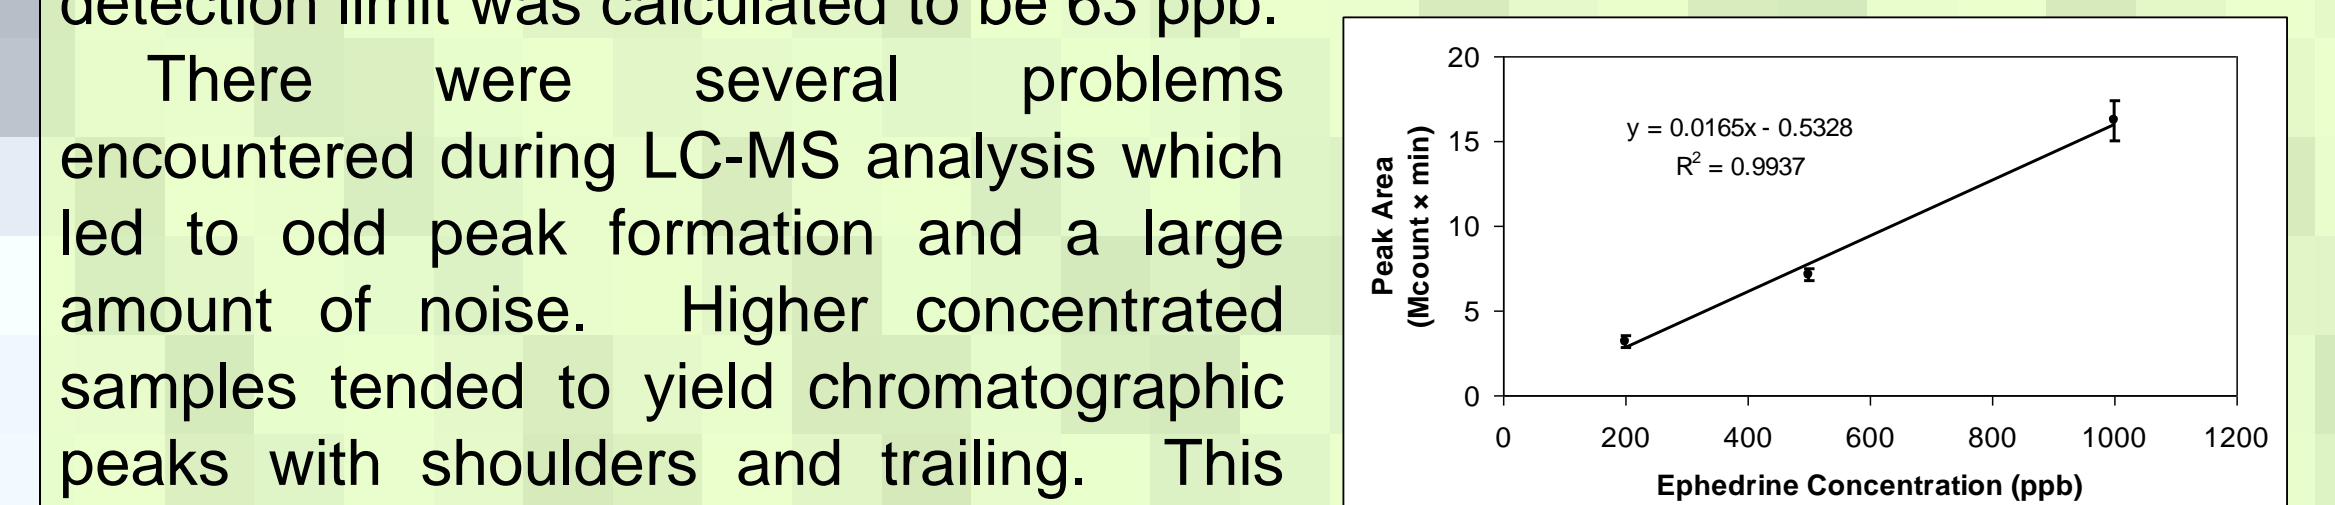 detection limit was calculated to be 63 ppb.
There were several problems
encountered during LC-MS analysis which
led to odd peak formation and a large
amount of noise. Higher concentrated
samples tended to yield chromatographic
peaks with shoulders and trailing. This
20
15
10
5
0
Peak Area
(Mcount × min)
y = 0.0165x - 0.5328
R² = 0.9937
0 200 400 600 800 1000 1200
Ephedrine Concentration (ppb)